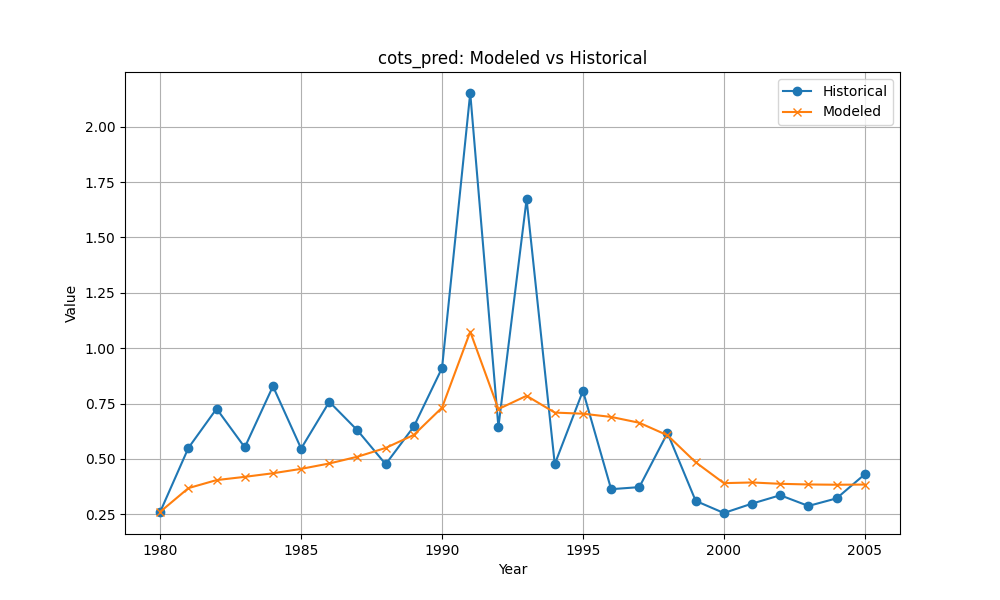 cots_pred: Modeled vs Historical
Historical
Modeled
Value
2.00
1.75
1.50
1.25
1.00
0.75
0.50
0.25
1980 1985 1990 1995 2000 2005
Year